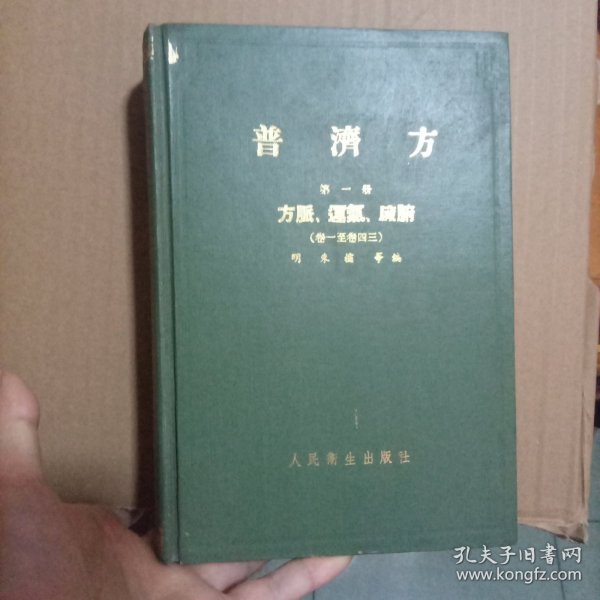 普濟方
第一册
方脈、運氣、臟腑
（卷一至卷四三）
明 朱橚 等編
人民衛生出版社
孔夫子旧书网
www.kongfz.com